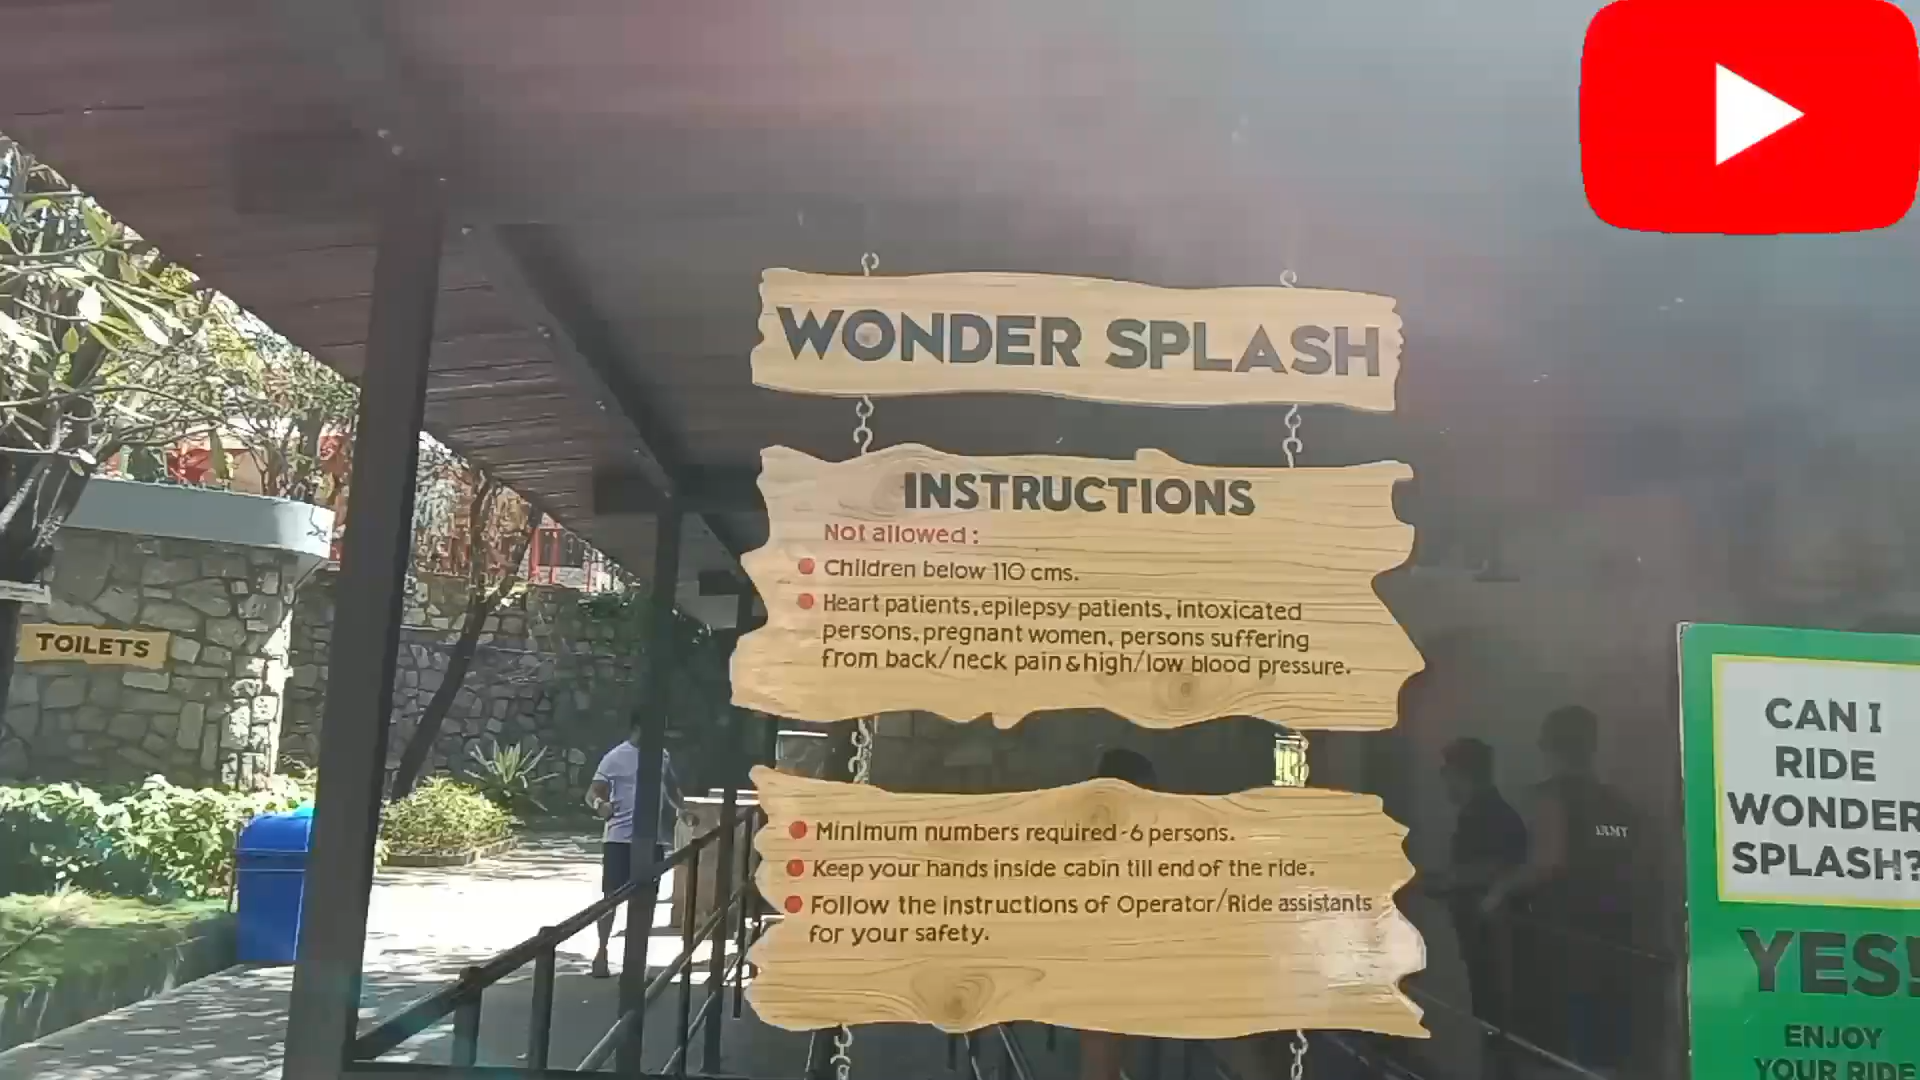 WONDER SPLASH
INSTRUCTIONS
Not allowed :
Children below 110 cms.
Heart patients, epilepsy patients, intoxicated
persons, pregnant women, persons suffering
from back/neck pain & high/low blood pressure.
Minimum numbers required - 6 persons.
Keep your hands inside cabin till end of the ride.
Follow the instructions of Operator/Ride assistants
for your safety.
TOILETS
ARMY
CAN I
RIDE
WONDER
SPLASH?
YES!
ENJOY
YOUR RIDE